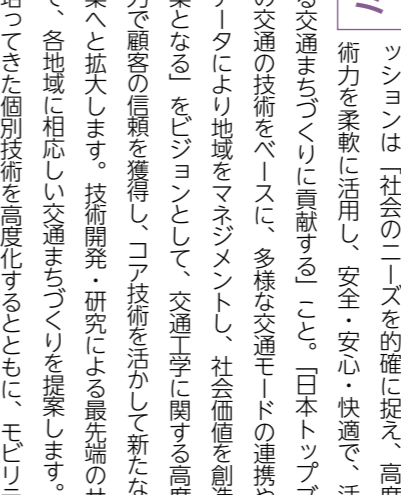 ッションは「社会のニーズを的確に捉え、高度
術力を柔軟に活用し、安全・安心・快適で、活
る交通まちづくりに貢献する」こと。「日本トップブ
の交通の技術をベースに、多様な交通モードの連携や
ータにより地域をマネジメントし、社会価値を創造
業となる」をビジョンとして、交通工学に関する高度
力で顧客の信頼を獲得し、コア技術を活かして新たな
業へと拡大します。技術開発・研究による最先端のサ
、各地域に相応しい交通まちづくりを提案します。
培ってきた個別技術を高度化するとともに、モビリテ